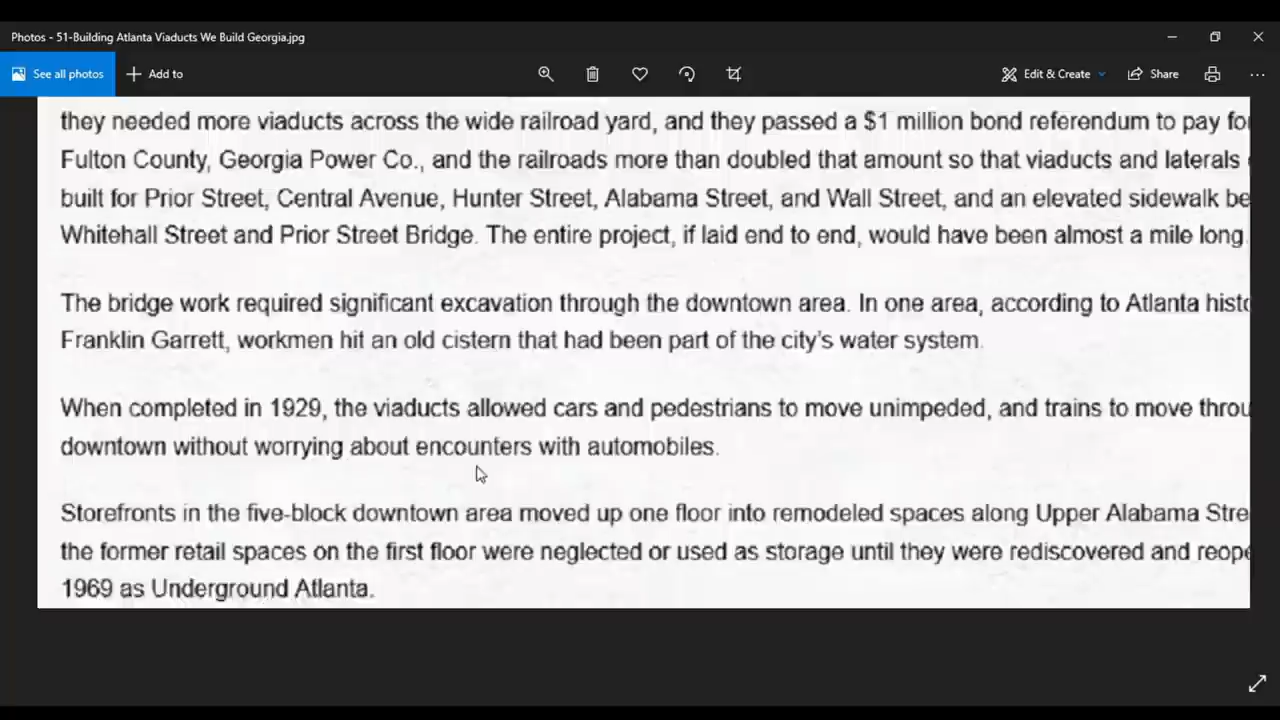 Photos - 51-Building Atlanta Viaducts We Build Georgia.jpg
See all photos
Add to
Edit & Create
Share
they needed more viaducts across the wide railroad yard, and they passed a $1 million bond referendum to pay
Fulton County, Georgia Power Co., and the railroads more than doubled that amount so that viaducts and laterals
built for Prior Street, Central Avenue, Hunter Street, Alabama Street, and Wall Street, and an elevated sidewalk
Whitehall Street and Prior Street Bridge. The entire project, if laid end to end, would have been almost a mile long.
The bridge work required significant excavation through the downtown area. In one area, according to Atlanta
Franklin Garrett, workmen hit an old cistern that had been part of the city's water system.
When completed in 1929, the viaducts allowed cars and pedestrians to move unimpeded, and trains to move
downtown without worrying about encounters with automobiles.
Storefronts in the five-block downtown area moved up one floor into remodeled spaces along Upper Alabama
the former retail spaces on the first floor were neglected or used as storage until they were rediscovered and
1969 as Underground Atlanta.